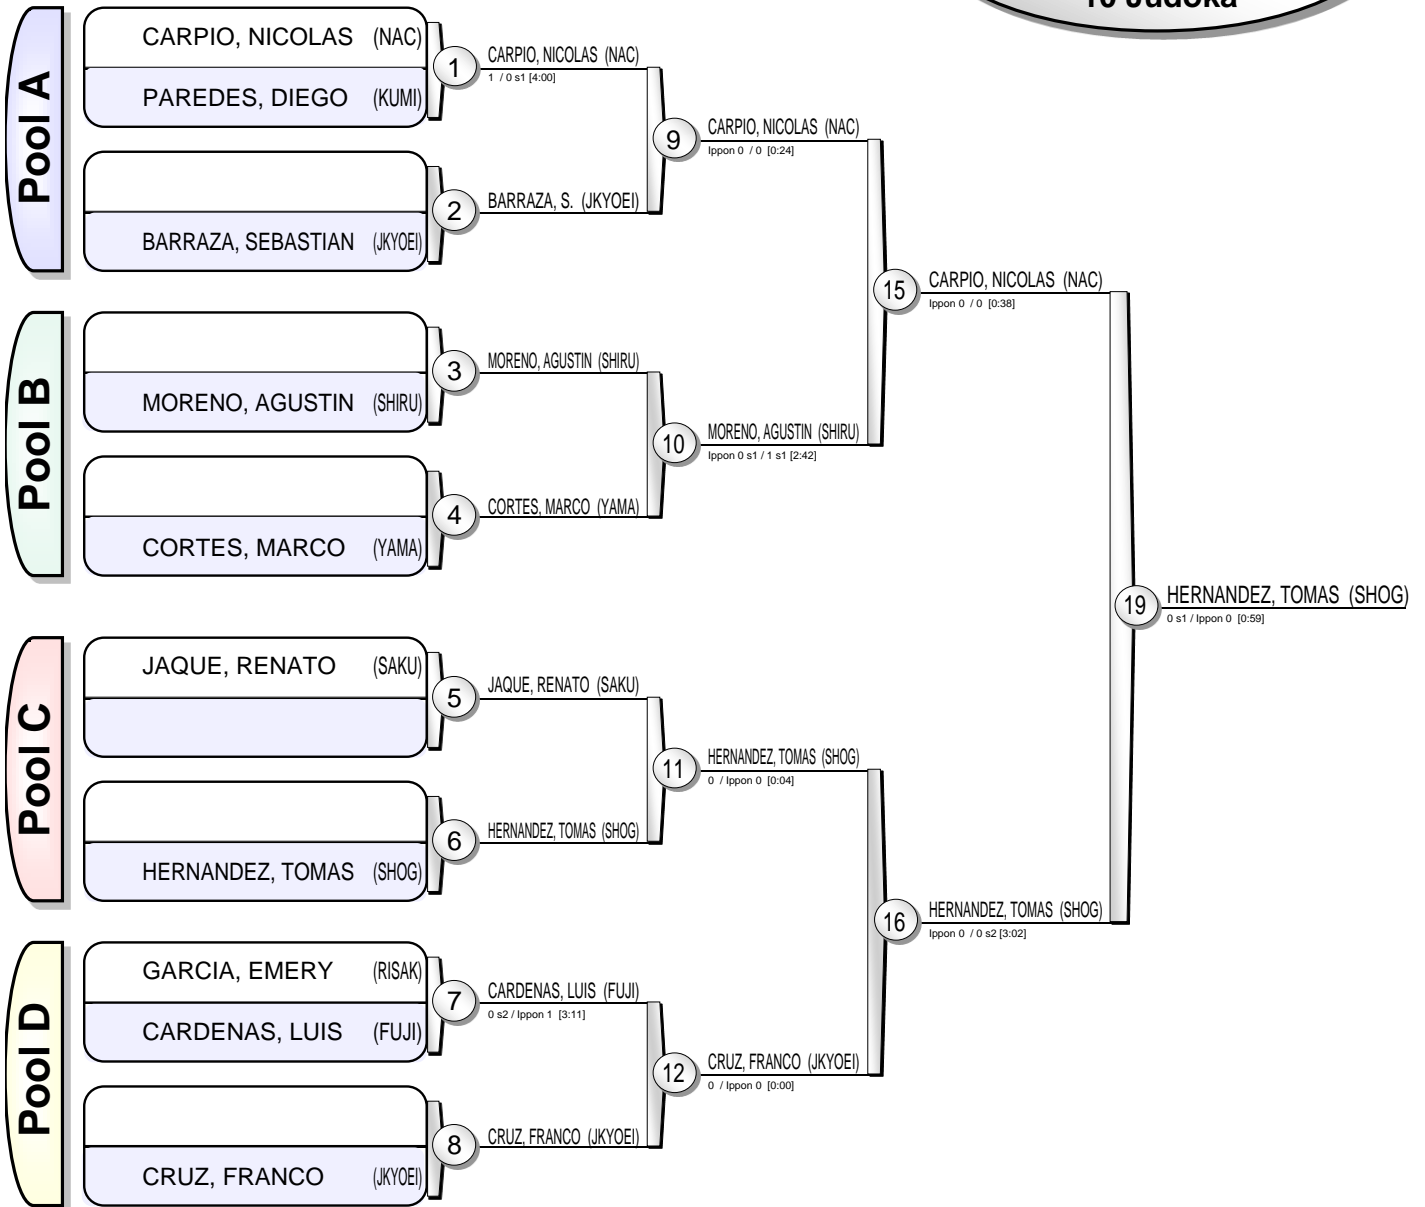 10 Judoka
Pool A
CARPIO, NICOLAS (NAC)
PAREDES, DIEGO (KUMI)
BARRAZA, SEBASTIAN (JKYOEI)
Pool B
MORENO, AGUSTIN (SHIRU)
CORTES, MARCO (YAMA)
Pool C
JAQUE, RENATO (SAKU)
HERNANDEZ, TOMAS (SHOG)
Pool D
GARCIA, EMERY (RISAK)
CARDENAS, LUIS (FUJI)
CRUZ, FRANCO (JKYOEI)
1
CARPIO, NICOLAS (NAC)
1 / 0 s1 [4:00]
2
BARRAZA, S. (JKYOEI)
3
MORENO, AGUSTIN (SHIRU)
4
CORTES, MARCO (YAMA)
5
JAQUE, RENATO (SAKU)
6
HERNANDEZ, TOMAS (SHOG)
7
CARDENAS, LUIS (FUJI)
0 s2 / Ippon 1 [3:11]
8
CRUZ, FRANCO (JKYOEI)
9
CARPIO, NICOLAS (NAC)
Ippon 0 / 0 [0:24]
10
MORENO, AGUSTIN (SHIRU)
Ippon 0 s1 / 1 s1 [2:42]
11
HERNANDEZ, TOMAS (SHOG)
0 / Ippon 0 [0:04]
12
CRUZ, FRANCO (JKYOEI)
0 / Ippon 0 [0:00]
15
CARPIO, NICOLAS (NAC)
Ippon 0 / 0 [0:38]
16
HERNANDEZ, TOMAS (SHOG)
Ippon 0 / 0 s2 [3:02]
19
HERNANDEZ, TOMAS (SHOG)
0 s1 / Ippon 0 [0:59]